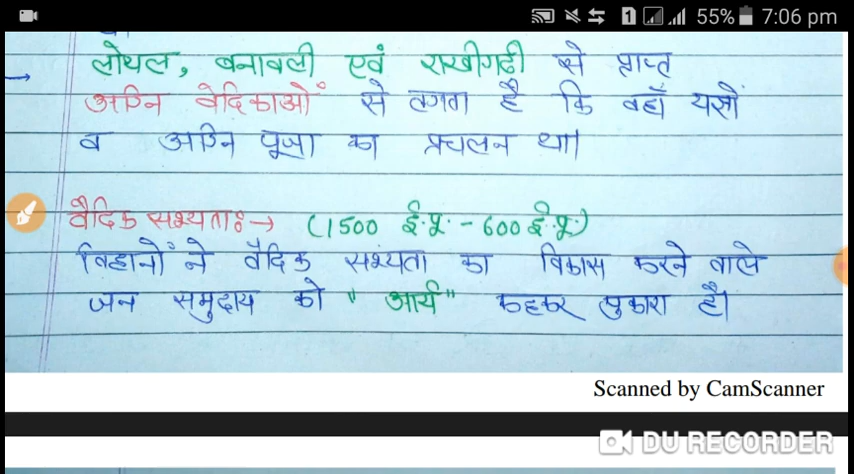 55% 7:06 pm
लोथल, बनावली एवं राखीगढी से प्राप्त
→ अग्नि वेदिकाओं से लगता है कि वहाँ यज्ञों
व अग्नि पूजा का प्रचलन था।
वैदिक सभ्यताः→ (1500 ई.पू. - 600 ई.पू.)
विद्वानों ने वैदिक सभ्यता का विकास करने वाले
जन समुदाय को "आर्य" कहकर पुकारा है।
Scanned by CamScanner
DU RECORDER